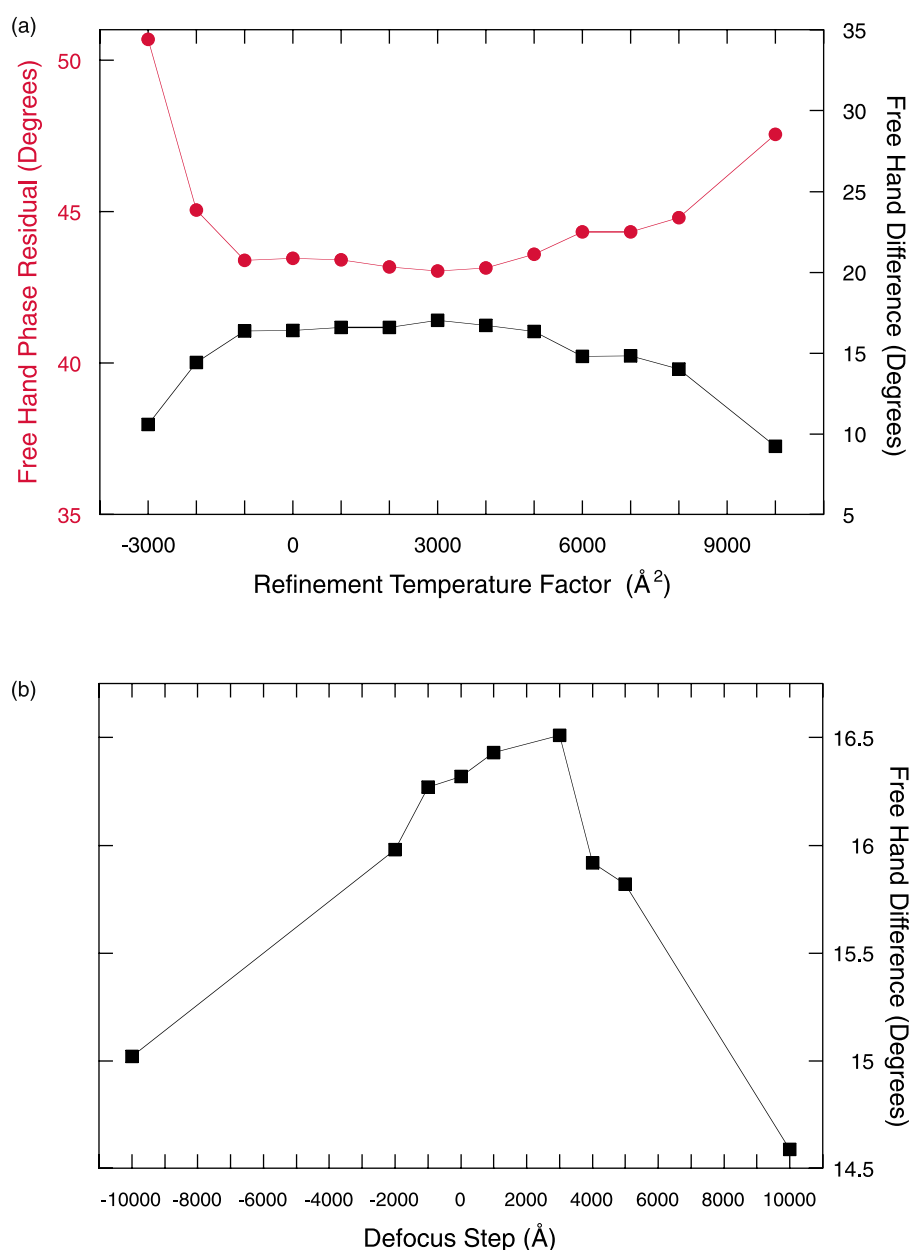 (a)
Free Hand Phase Residual (Degrees)
50
45
40
35
35
30
25
20
15
10
5
Free Hand Difference (Degrees)
-3000 0 3000 6000 9000
Refinement Temperature Factor (Å²)
(b)
16.5
16
15.5
15
14.5
Free Hand Difference (Degrees)
-10000 -8000 -6000 -4000 -2000 0 2000 4000 6000 8000 10000
Defocus Step (Å)